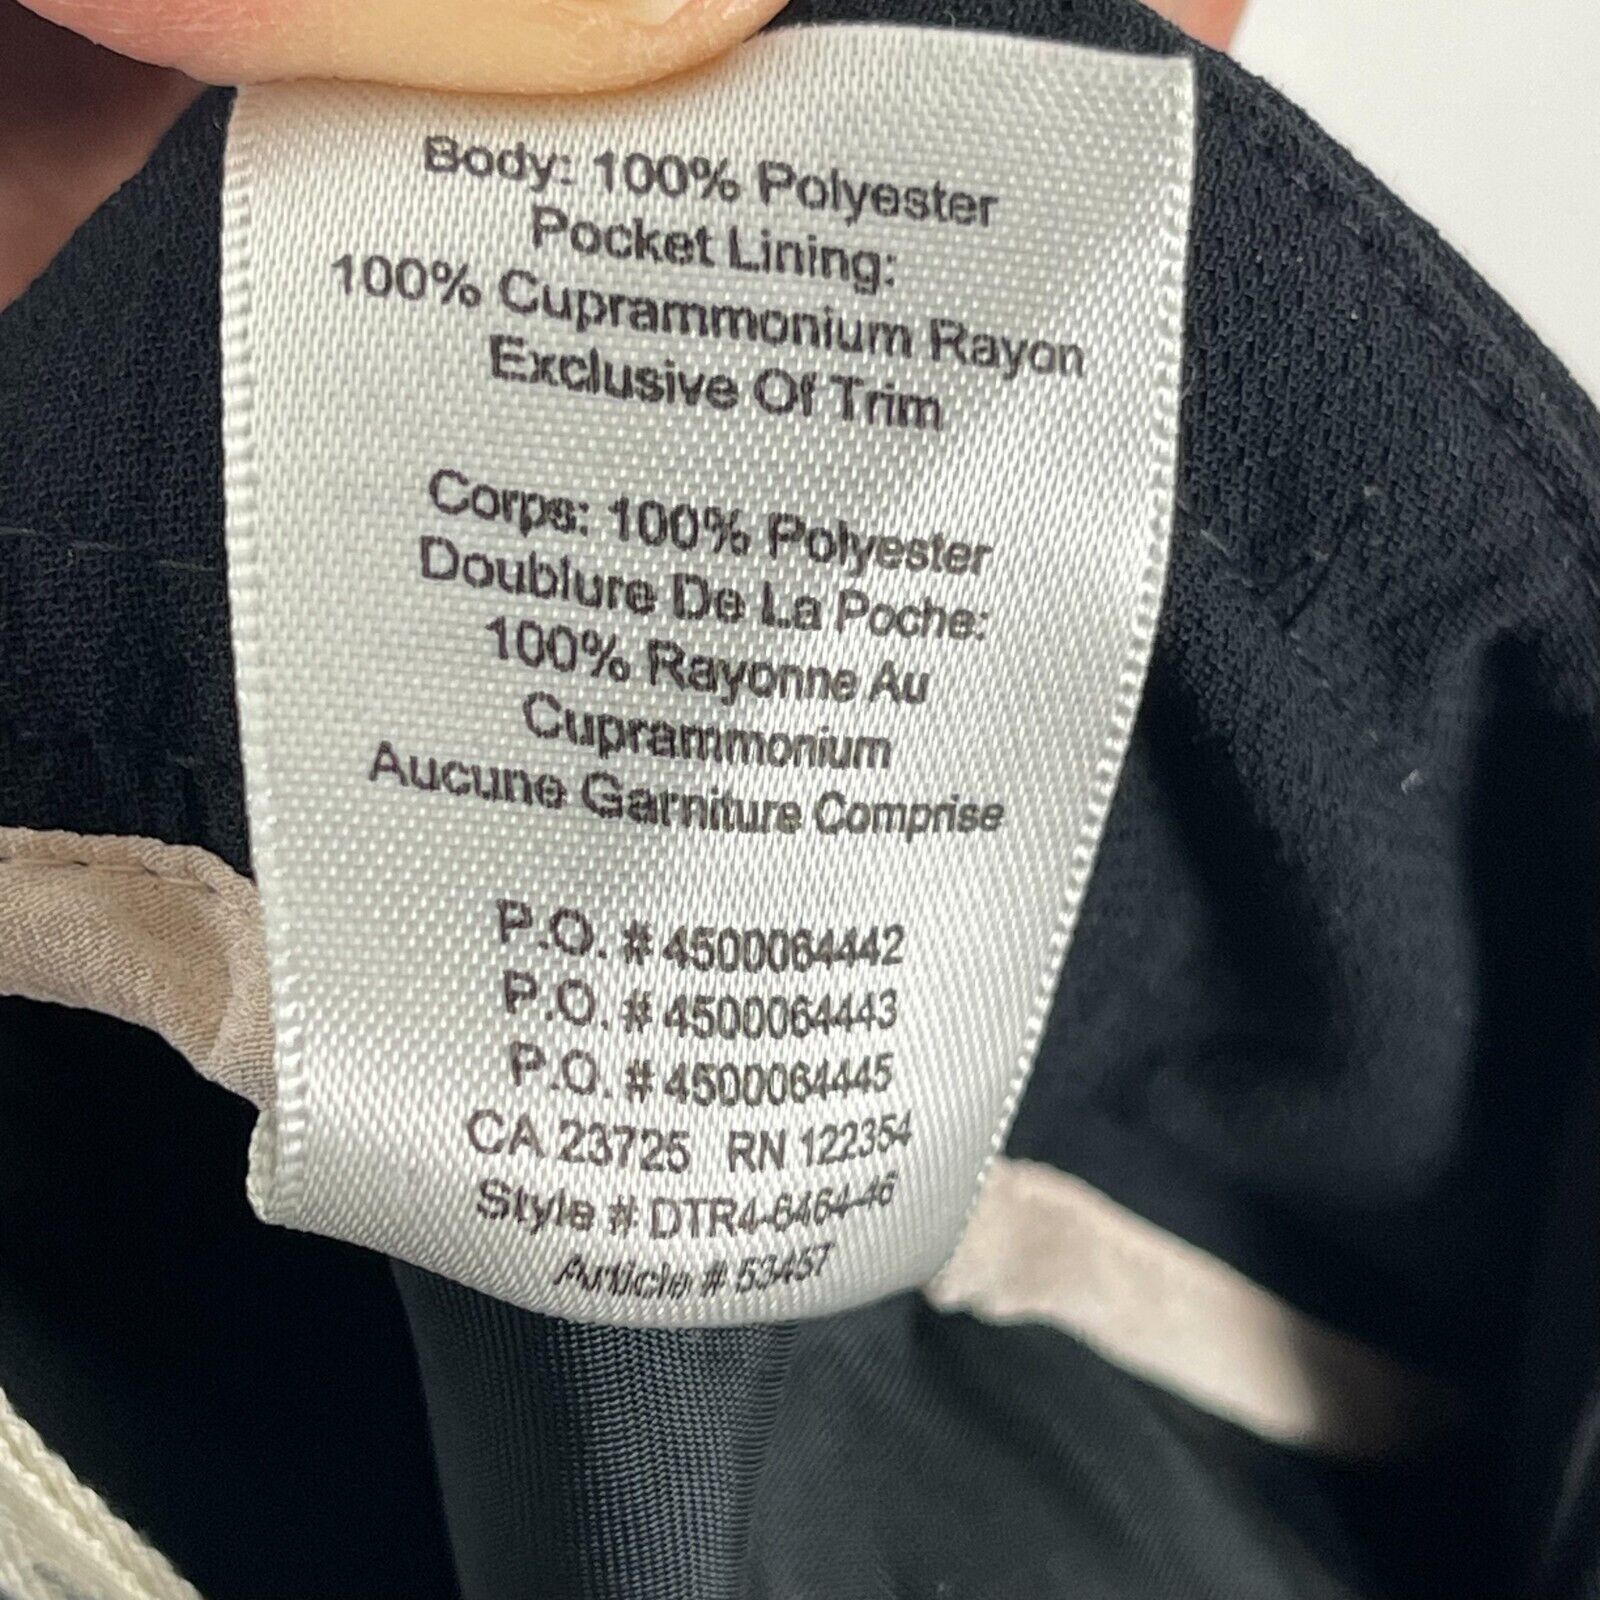 Body: 100% Polyester
Pocket Lining:
100% Cuprammonium Rayon
Exclusive Of Trim
Corps: 100% Polyester
Doublure De La Poche:
100% Rayonne Au
Cuprammonium
Aucune Garniture Comprise
P.O. # 4500064442
P.O. # 4500064443
P.O. # 4500064445
CA 23725 RN 122354
Style # DTR4-6464-46
Article # 53457